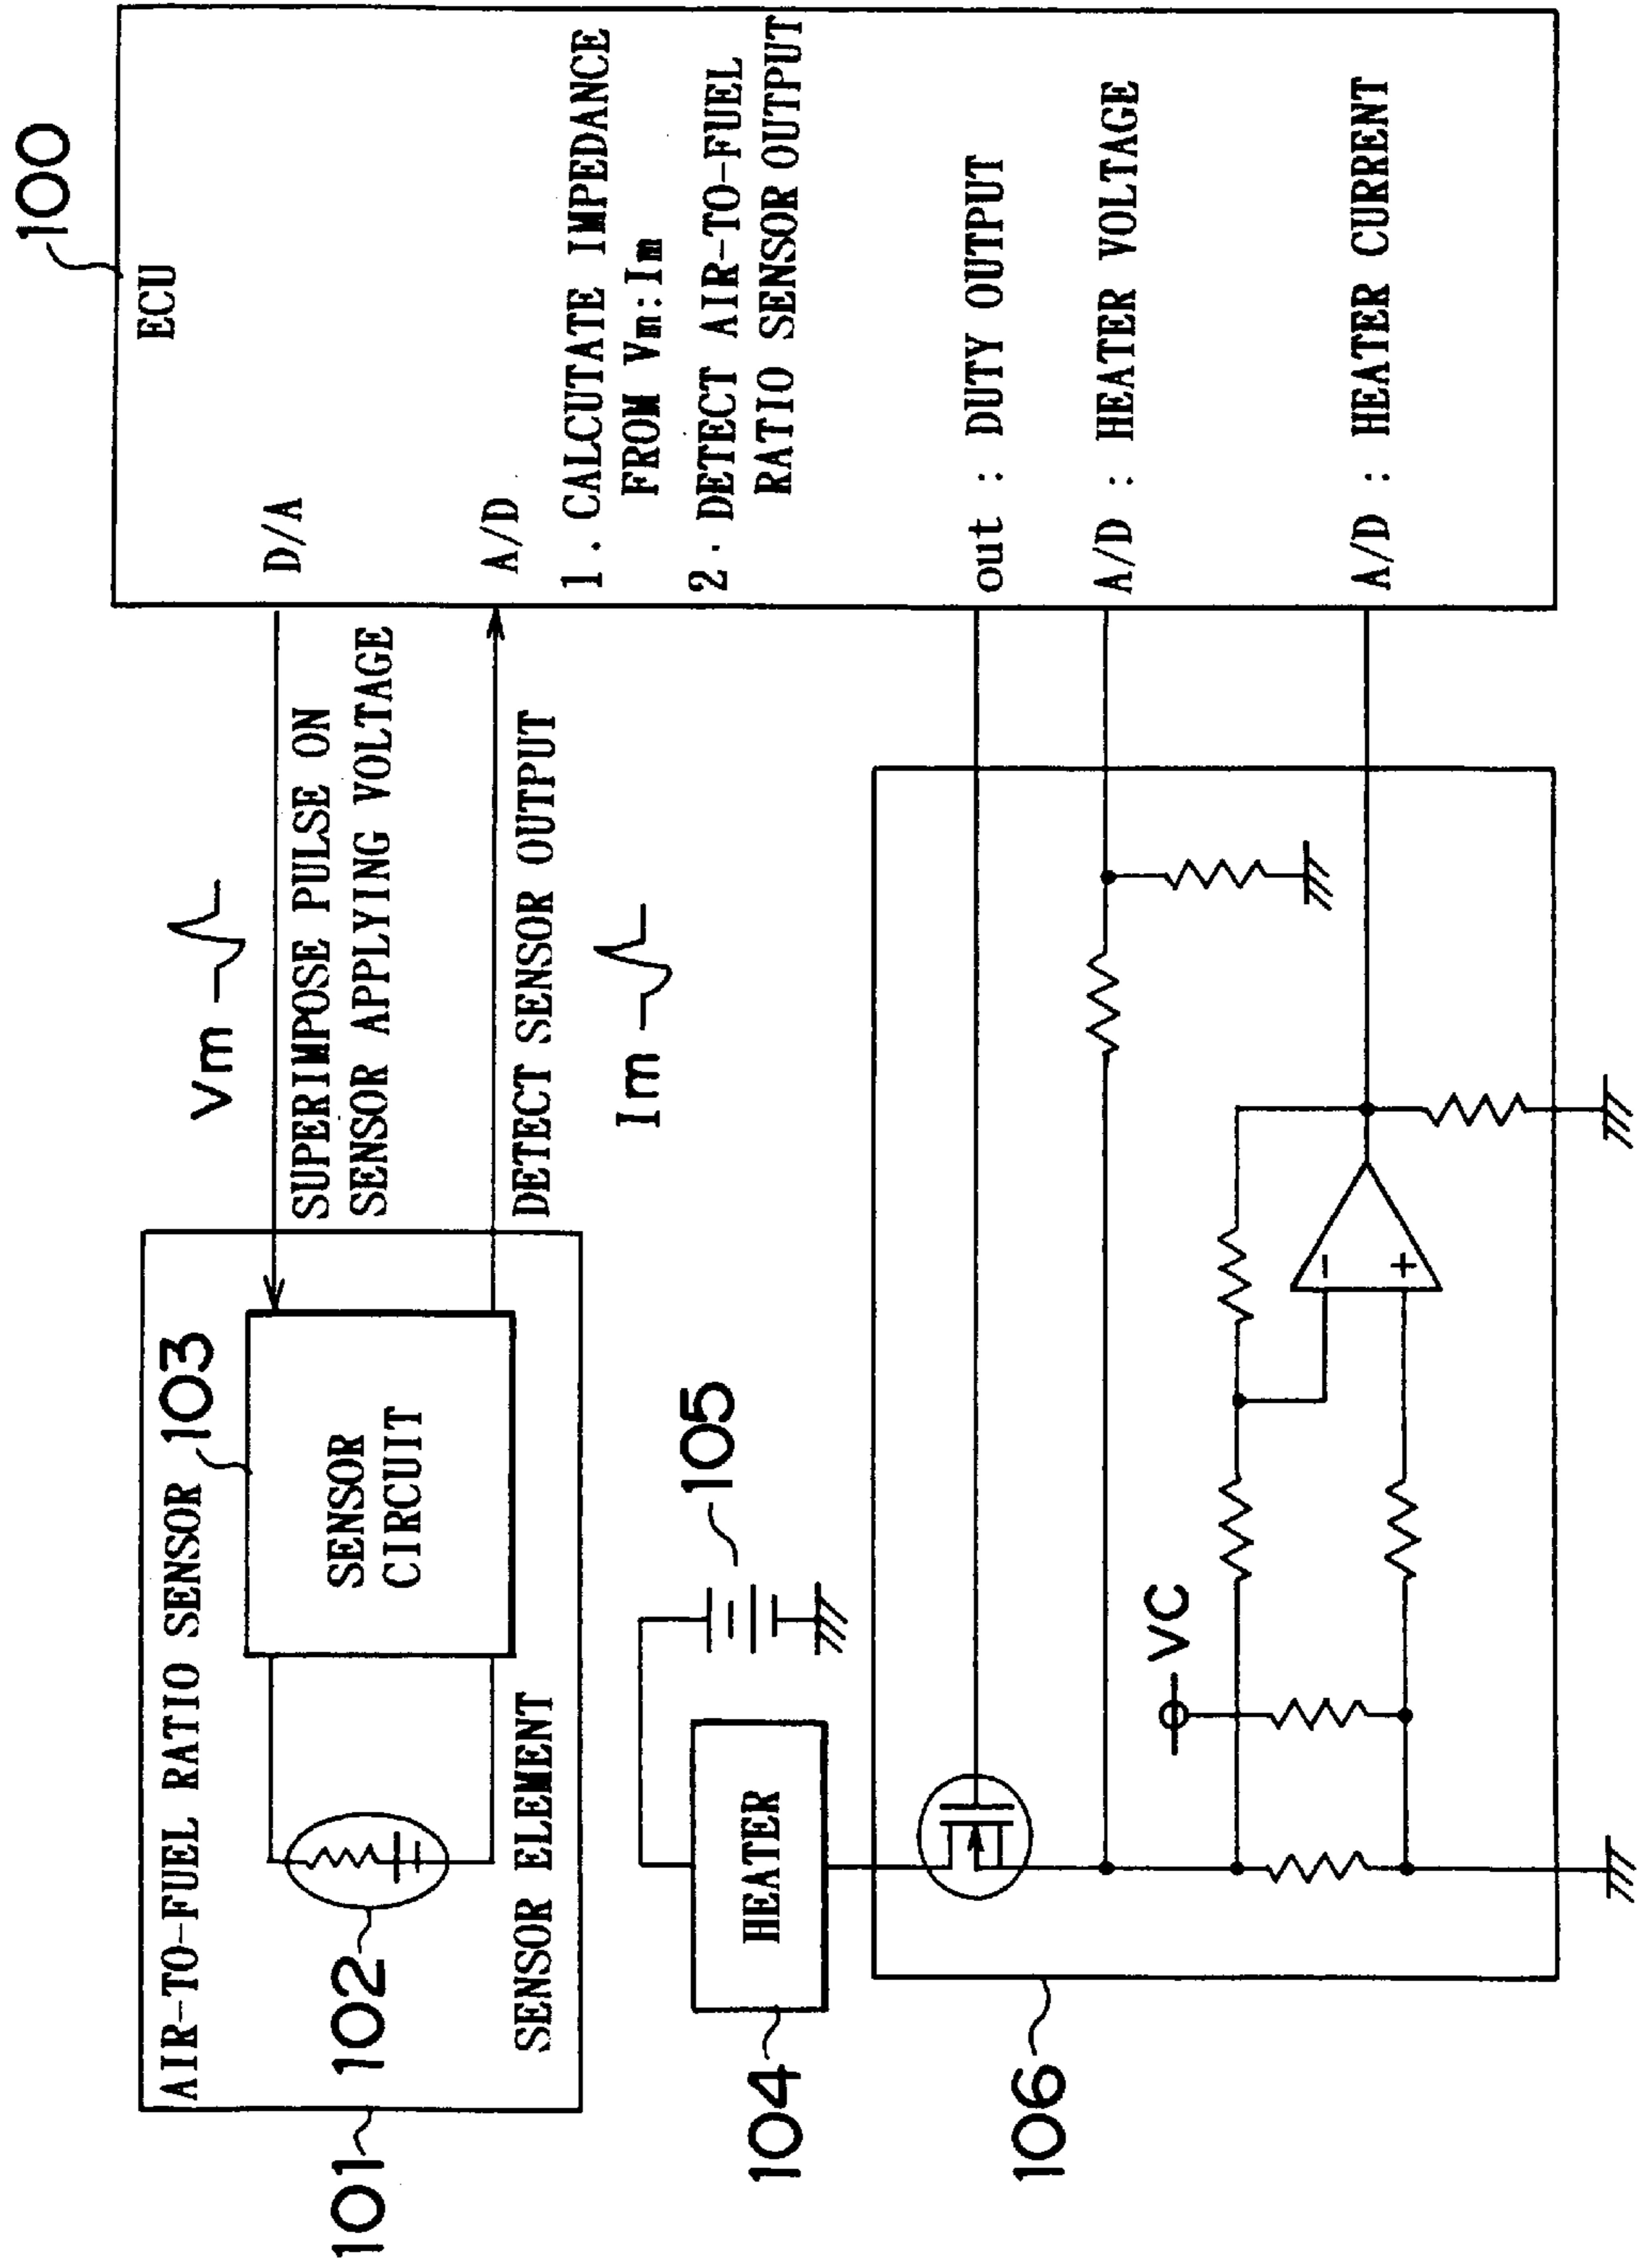 100
ECU
D/A
A/D
1. CALCUTATE IMPEDANCE
FROM Vm:Im
2. DETECT AIR-TO-FUEL
RATIO SENSOR OUTPUT
out : DUTY OUTPUT
A/D : HEATER VOLTAGE
A/D : HEATER CURRENT
Vm
SUPERIMPOSE PULSE ON
SENSOR APPLYING VOLTAGE
DETECT SENSOR OUTPUT
Im
AIR-TO-FUEL RATIO SENSOR
103
SENSOR
CIRCUIT
SENSOR ELEMENT
101
102
105
HEATER
104
106
VC
-
+